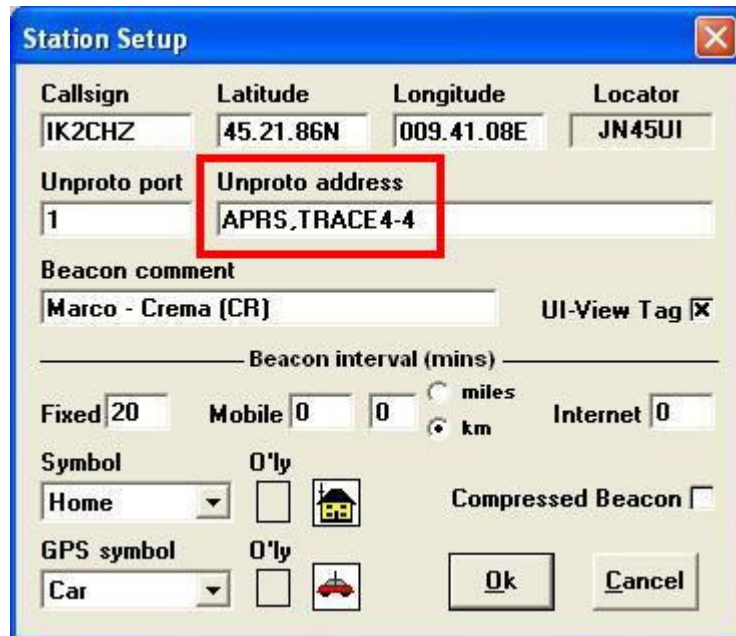 Station Setup
Callsign Latitude Longitude Locator
IK2CHZ 45.21.86N 009.41.08E JN45UI
Unproto port Unproto address
1 APRS,TRACE4-4
Beacon comment
Marco - Crema (CR) UI-View Tag
Beacon interval (mins)
Fixed 20 Mobile 0 0 miles km Internet 0
Symbol O'ly
Home Compressed Beacon
GPS symbol O'ly
Car Ok Cancel